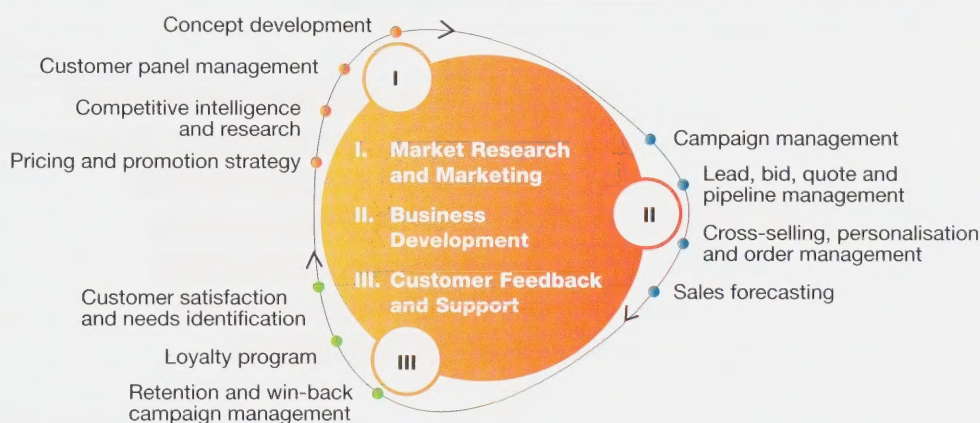 Concept development
Customer panel management
Competitive intelligence
and research
Pricing and promotion strategy
I
I. Market Research
and Marketing
II. Business
Development
III. Customer Feedback
and Support
Campaign management
Lead, bid, quote and
pipeline management
II
Cross-selling, personalisation
and order management
Sales forecasting
Customer satisfaction
and needs identification
Loyalty program
III
Retention and win-back
campaign management